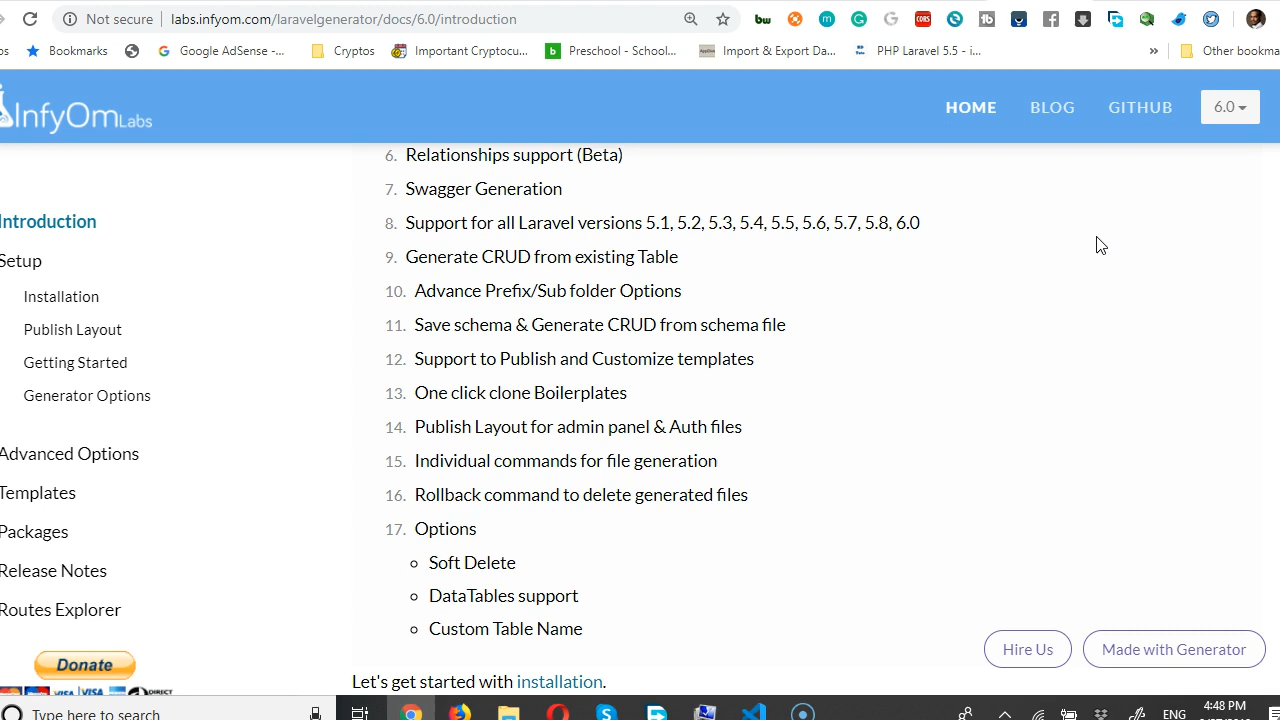 Not secure | labs.infyom.com/laravelgenerator/docs/6.0/introduction
Bookmarks
Google AdSense -...
Cryptos
Important Cryptocu...
Preschool - School...
Import & Export Da...
PHP Laravel 5.5 - i...
»
Other bookma
InfyOm Labs
HOME
BLOG
GITHUB
6.0
Introduction
Setup
Installation
Publish Layout
Getting Started
Generator Options
Advanced Options
Templates
Packages
Release Notes
Routes Explorer
Donate
6. Relationships support (Beta)
7. Swagger Generation
8. Support for all Laravel versions 5.1, 5.2, 5.3, 5.4, 5.5, 5.6, 5.7, 5.8, 6.0
9. Generate CRUD from existing Table
10. Advance Prefix/Sub folder Options
11. Save schema & Generate CRUD from schema file
12. Support to Publish and Customize templates
13. One click clone Boilerplates
14. Publish Layout for admin panel & Auth files
15. Individual commands for file generation
16. Rollback command to delete generated files
17. Options
Soft Delete
DataTables support
Custom Table Name
Let's get started with installation.
Hire Us
Made with Generator
Type here to search
ENG
4:48 PM